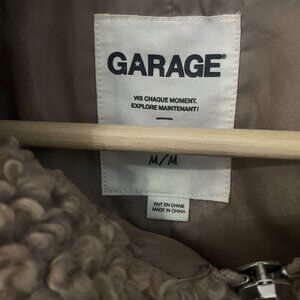 GARAGE®
VIS CHAQUE MOMENT.
EXPLORE MAINTENANT!
M/M
FAIT EN CHINE
MADE IN CHINA